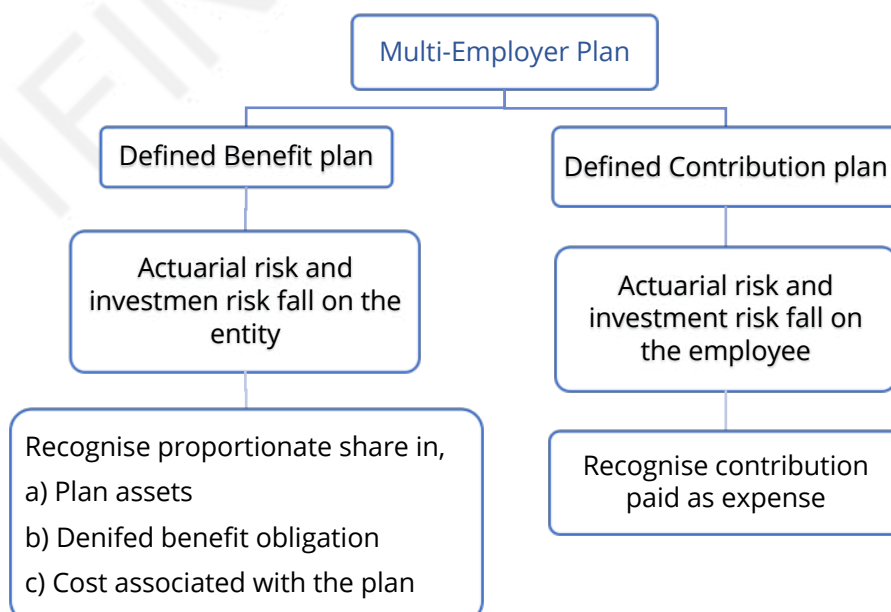 Multi-Employer Plan
Defined Benefit plan
Defined Contribution plan
Actuarial risk and
investmen risk fall on the
entity
Actuarial risk and
investment risk fall on
the employee
Recognise proportionate share in,
a) Plan assets
b) Denifed benefit obligation
c) Cost associated with the plan
Recognise contribution
paid as expense